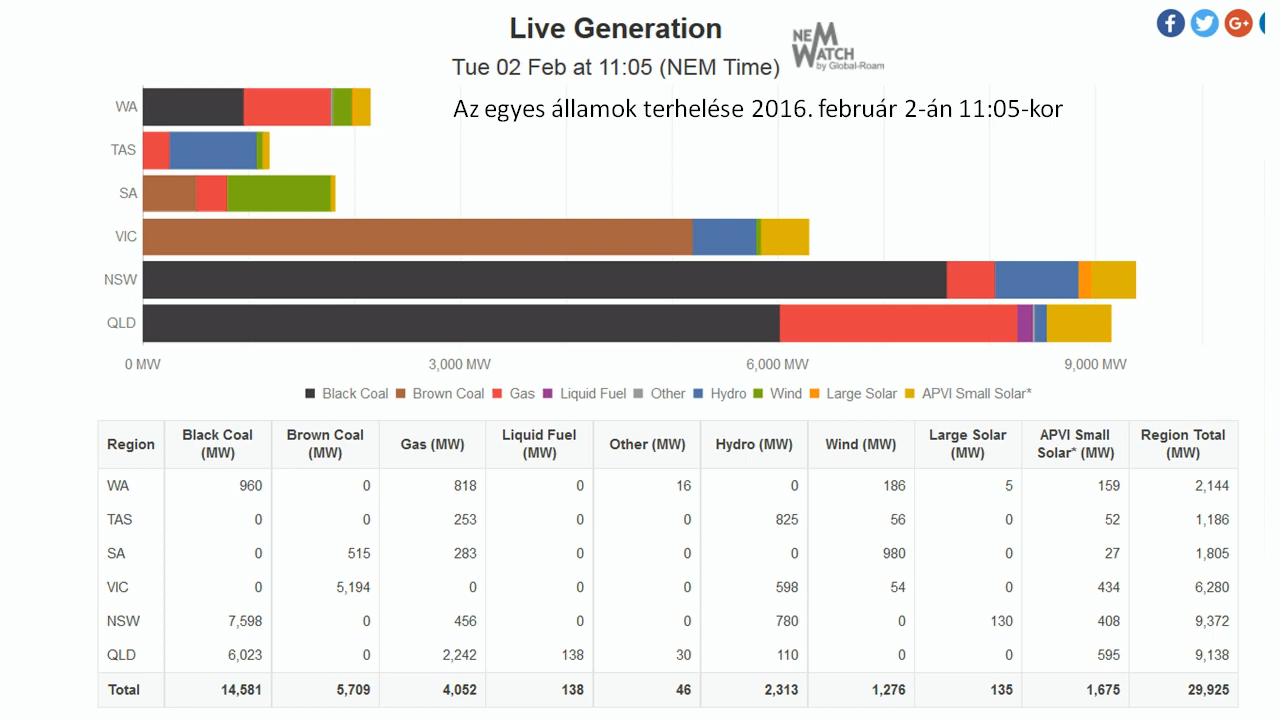 Live Generation
NEM
WATCH
by Global-Roam
Tue 02 Feb at 11:05 (NEM Time)
Az egyes államok terhelése 2016. február 2-án 11:05-kor
WA
TAS
SA
VIC
NSW
QLD
0 MW 3,000 MW 6,000 MW 9,000 MW
Black Coal Brown Coal Gas Liquid Fuel Other Hydro Wind Large Solar APVI Small Solar*
Region Black Coal (MW) Brown Coal (MW) Gas (MW) Liquid Fuel (MW) Other (MW) Hydro (MW) Wind (MW) Large Solar (MW) APVI Small Solar* (MW) Region Total (MW)
WA 960 0 818 0 16 0 186 5 159 2,144
TAS 0 0 253 0 0 825 56 0 52 1,186
SA 0 515 283 0 0 0 980 0 27 1,805
VIC 0 5,194 0 0 0 598 54 0 434 6,280
NSW 7,598 0 456 0 0 780 0 130 408 9,372
QLD 6,023 0 2,242 138 30 110 0 0 595 9,138
Total 14,581 5,709 4,052 138 46 2,313 1,276 135 1,675 29,925